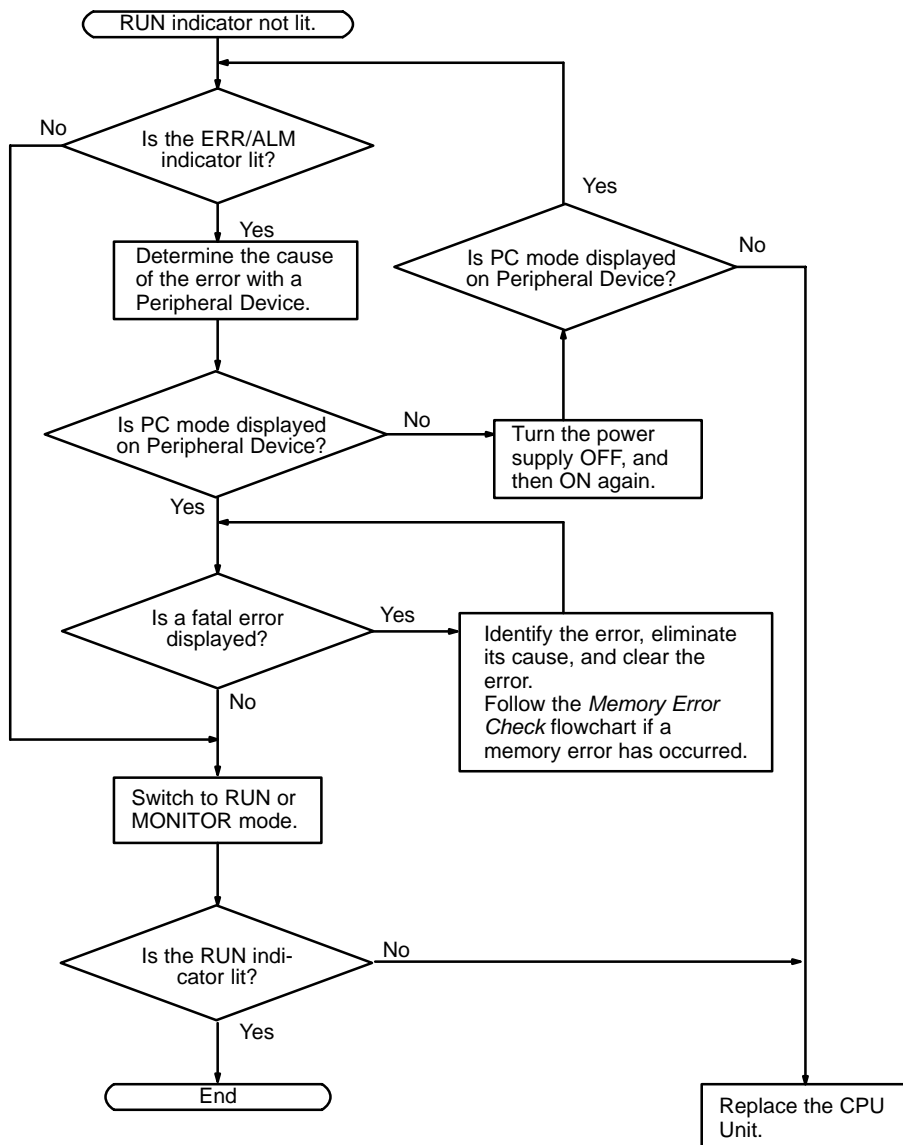 RUN indicator not lit.
No
Is the ERR/ALM
indicator lit?
Yes
Yes
Determine the cause
of the error with a
Peripheral Device.
Is PC mode displayed
on Peripheral Device?
No
Is PC mode displayed
on Peripheral Device?
No
Turn the power
supply OFF, and
then ON again.
Yes
Is a fatal error
displayed?
Yes
Identify the error, eliminate
its cause, and clear the
error.
Follow the Memory Error
Check flowchart if a
memory error has occurred.
No
Switch to RUN or
MONITOR mode.
Is the RUN indi-
cator lit?
No
Yes
End
Replace the CPU
Unit.